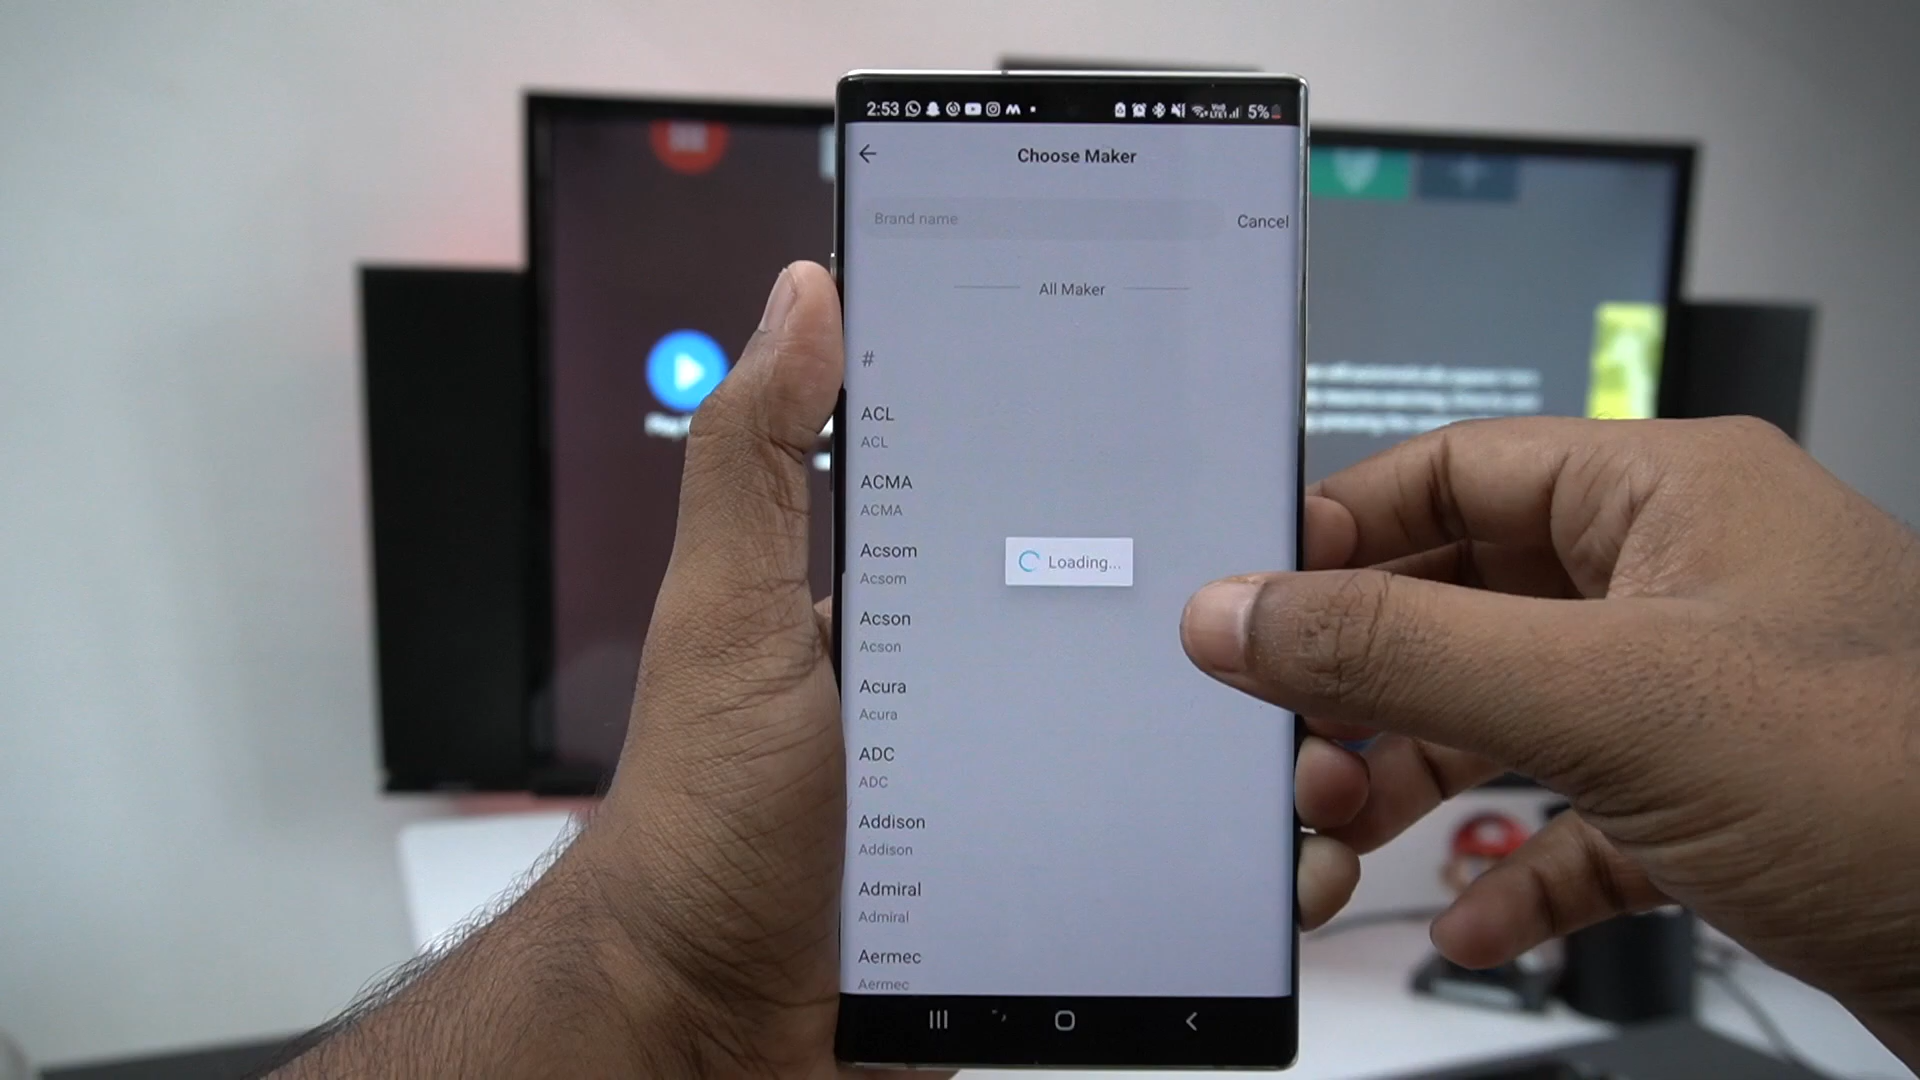 2:53 5%
Choose Maker
Brand name
Cancel
All Maker
#
ACL
ACL
ACMA
ACMA
Acsom
Acsom
Loading...
Acson
Acson
Acura
Acura
ADC
ADC
Addison
Addison
Admiral
Admiral
Aermec
Aermec